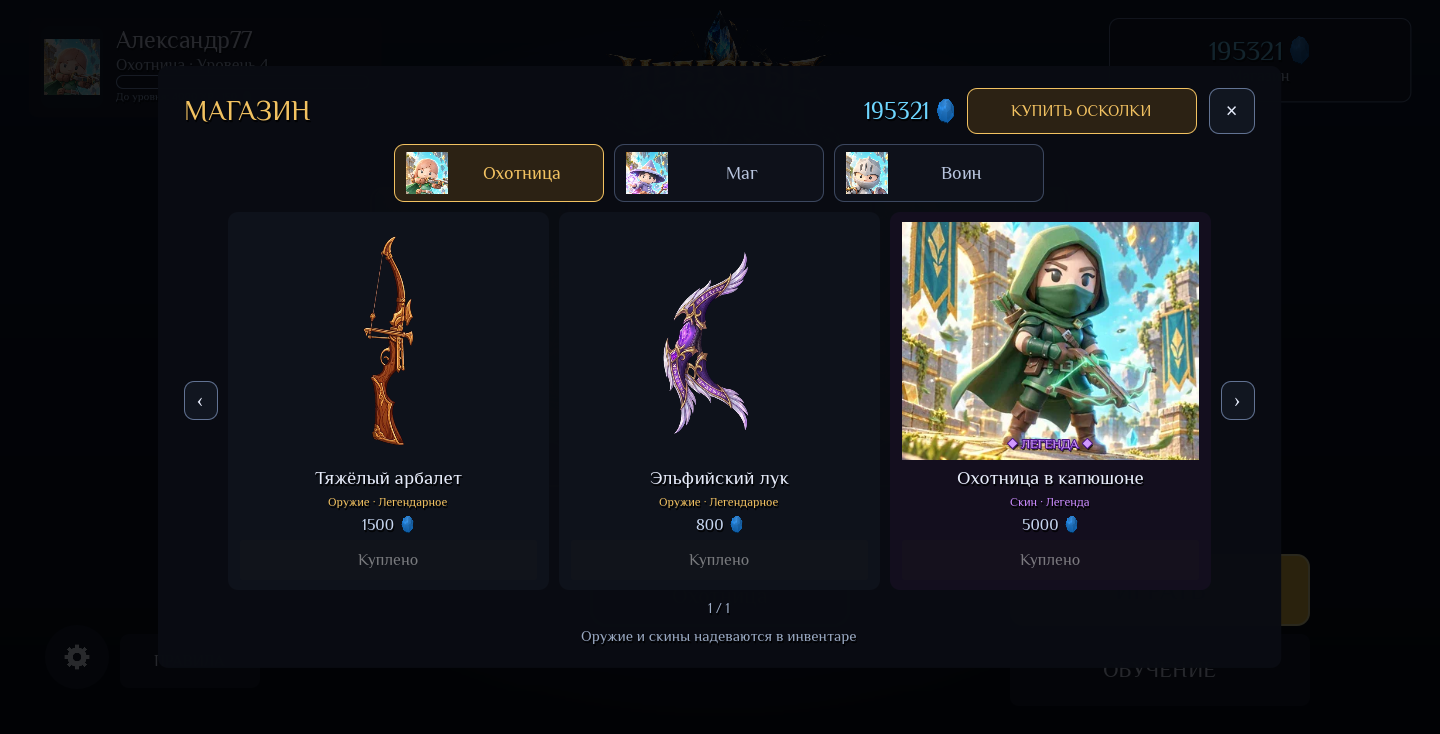 Александр77
Охотница · Уровень 4
195321
МАГАЗИН
195321
КУПИТЬ ОСКОЛКИ
×
Охотница
Маг
Воин
‹
›
◆ ЛЕГЕНДА ◆
Тяжёлый арбалет
Эльфийский лук
Охотница в капюшоне
Оружие · Легендарное
Оружие · Легендарное
Скин · Легенда
1500
800
5000
Куплено
Куплено
Куплено
1 / 1
Оружие и скины надеваются в инвентаре
ОБУЧЕНИЕ